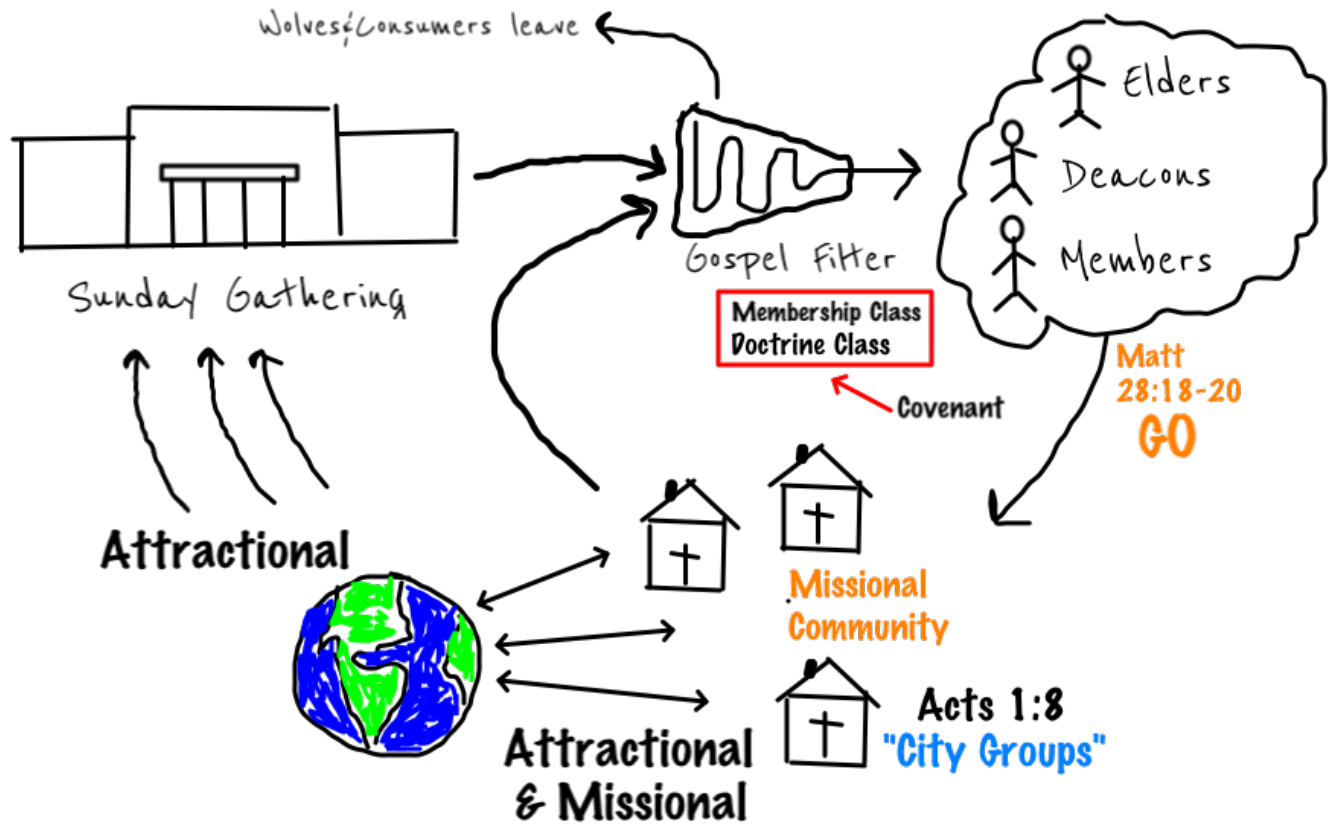 Wolves & Consumers leave
Elders
Deacons
Members
Sunday Gathering
Gospel Filter
Membership Class
Doctrine Class
Covenant
Matt
28:18-20
GO
Attractional
Missional
Community
Acts 1:8
"City Groups"
Attractional
& Missional